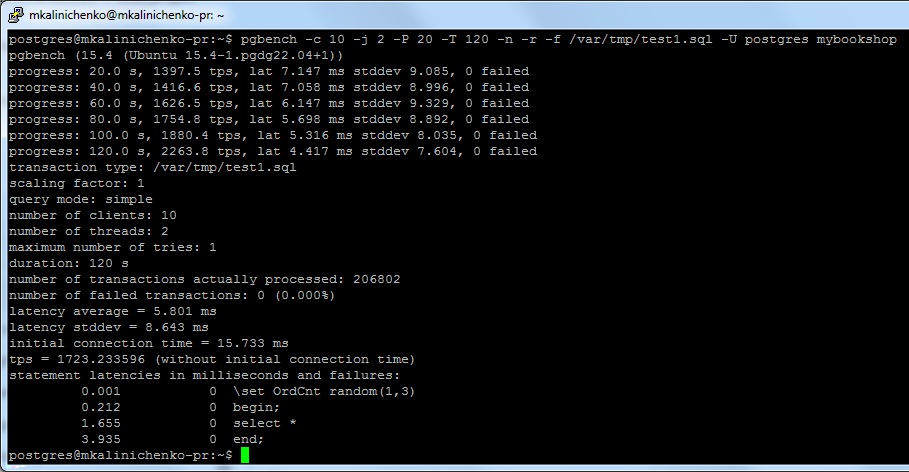 mkalinichenko@mkalinichenko-pr: ~
postgres@mkalinichenko-pr:~$ pgbench -c 10 -j 2 -P 20 -T 120 -n -r -f /var/tmp/test1.sql -U postgres mybookshop
pgbench (15.4 (Ubuntu 15.4-1.pgdg22.04+1))
progress: 20.0 s, 1397.5 tps, lat 7.147 ms stddev 9.085, 0 failed
progress: 40.0 s, 1416.6 tps, lat 7.058 ms stddev 8.996, 0 failed
progress: 60.0 s, 1626.5 tps, lat 6.147 ms stddev 9.329, 0 failed
progress: 80.0 s, 1754.8 tps, lat 5.698 ms stddev 8.892, 0 failed
progress: 100.0 s, 1880.4 tps, lat 5.316 ms stddev 8.035, 0 failed
progress: 120.0 s, 2263.8 tps, lat 4.417 ms stddev 7.604, 0 failed
transaction type: /var/tmp/test1.sql
scaling factor: 1
query mode: simple
number of clients: 10
number of threads: 2
maximum number of tries: 1
duration: 120 s
number of transactions actually processed: 206802
number of failed transactions: 0 (0.000%)
latency average = 5.801 ms
latency stddev = 8.643 ms
initial connection time = 15.733 ms
tps = 1723.233596 (without initial connection time)
statement latencies in milliseconds and failures:
0.001 0 \set OrdCnt random(1,3)
0.212 0 begin;
1.655 0 select *
3.935 0 end;
postgres@mkalinichenko-pr:~$